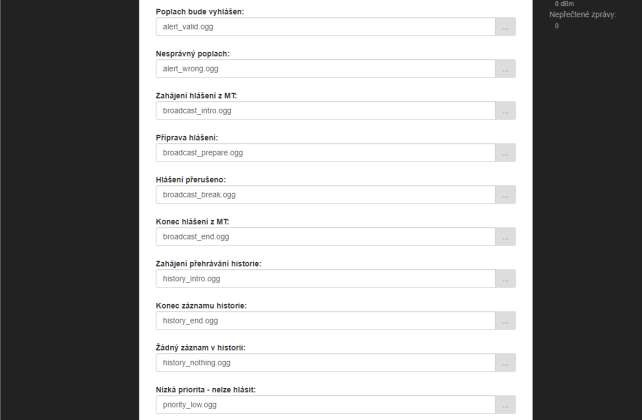 Poplach bude vyhlášen:
alert_valid.ogg
...
Nesprávný poplach:
alert_wrong.ogg
...
Zahájení hlášení z MT:
broadcast_intro.ogg
...
Příprava hlášení:
broadcast_prepare.ogg
...
Hlášení přerušeno:
broadcast_break.ogg
...
Konec hlášení z MT:
broadcast_end.ogg
...
Zahájení přehrávání historie:
history_intro.ogg
...
Konec záznamu historie:
history_end.ogg
...
Žádný záznam v historii:
history_nothing.ogg
...
Nízká priorita - nelze hlásit:
priority_low.ogg
...
0 dBm
Nepřečtené zprávy:
0